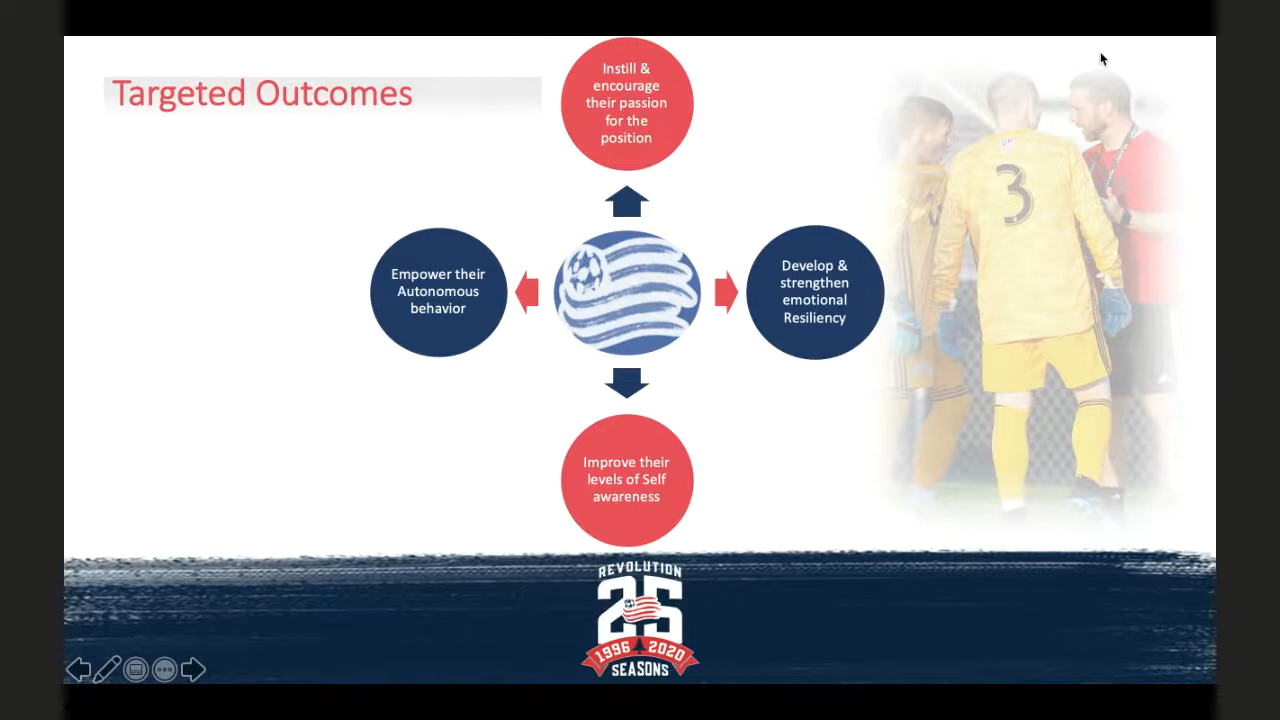 Targeted Outcomes
Instill &
encourage
their passion
for the
position
Empower their
Autonomous
behavior
Develop &
strengthen
emotional
Resiliency
Improve their
levels of Self
awareness
3
REVOLUTION
25
1996 2020
SEASONS